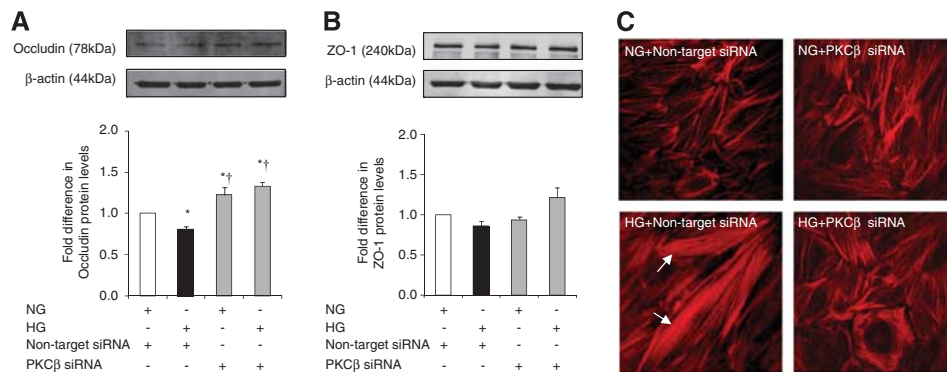 A
Occludin (78kDa)
β-actin (44kDa)
Fold difference in
Occludin protein levels
2.0
1.5
1.0
0.5
0.0
*
*†
*†
NG + - + -
HG - + - +
Non-target siRNA + + - -
PKCβ siRNA - - + +
B
ZO-1 (240kDa)
β-actin (44kDa)
Fold difference in
ZO-1 protein levels
2.0
1.5
1.0
0.5
0.0
NG + - + -
HG - + - +
Non-target siRNA + + - -
PKCβ siRNA - - + +
C
NG+Non-target siRNA
NG+PKCβ siRNA
HG+Non-target siRNA
HG+PKCβ siRNA